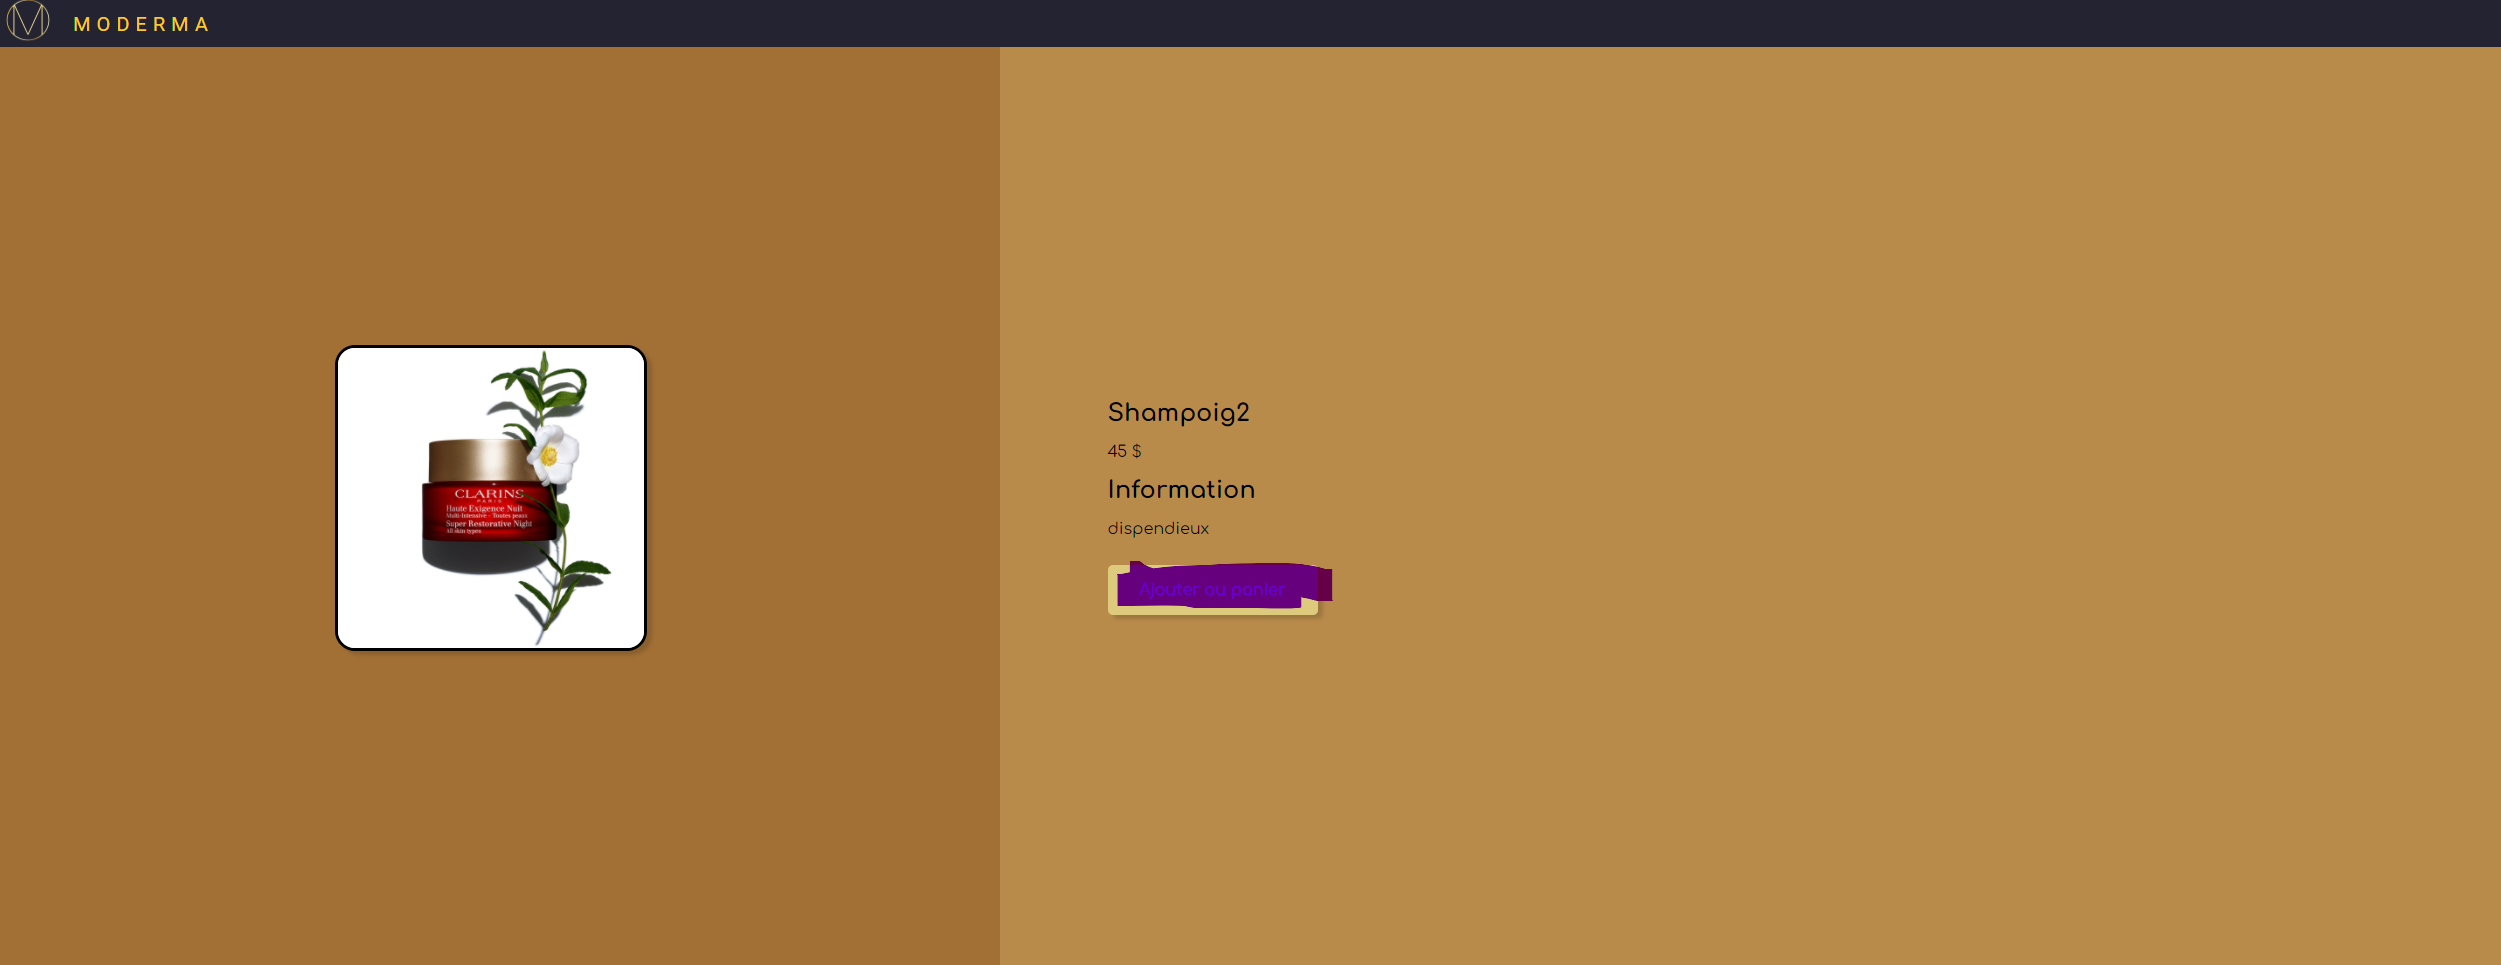 MODERMA
CLARINS
PARIS
Haute Exigence Nuit
Multi-Intensive - Toutes peaux
Super Restorative Night
All skin types
Shampoig2
45 $
Information
dispendieux
Ajouter au panier